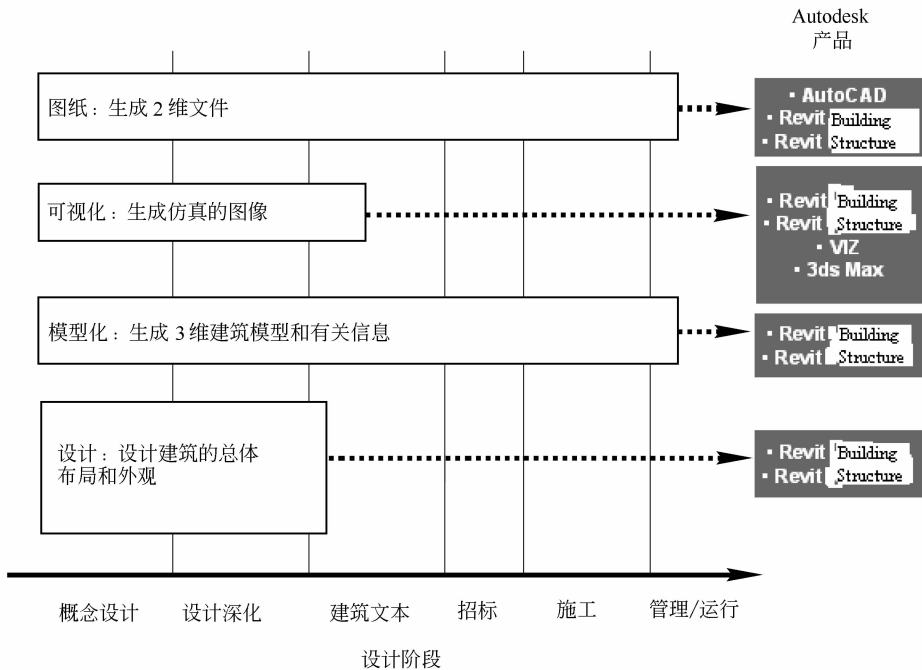 Autodesk
产品
图纸：生成2维文件
▪ AutoCAD
▪ Revit Building
▪ Revit Structure
可视化：生成仿真的图像
▪ Revit Building
▪ Revit Structure
▪ VIZ
▪ 3ds Max
模型化：生成3维建筑模型和有关信息
▪ Revit Building
▪ Revit Structure
设计：设计建筑的总体
布局和外观
▪ Revit Building
▪ Revit Structure
概念设计 设计深化 建筑文本 招标 施工 管理/运行
设计阶段